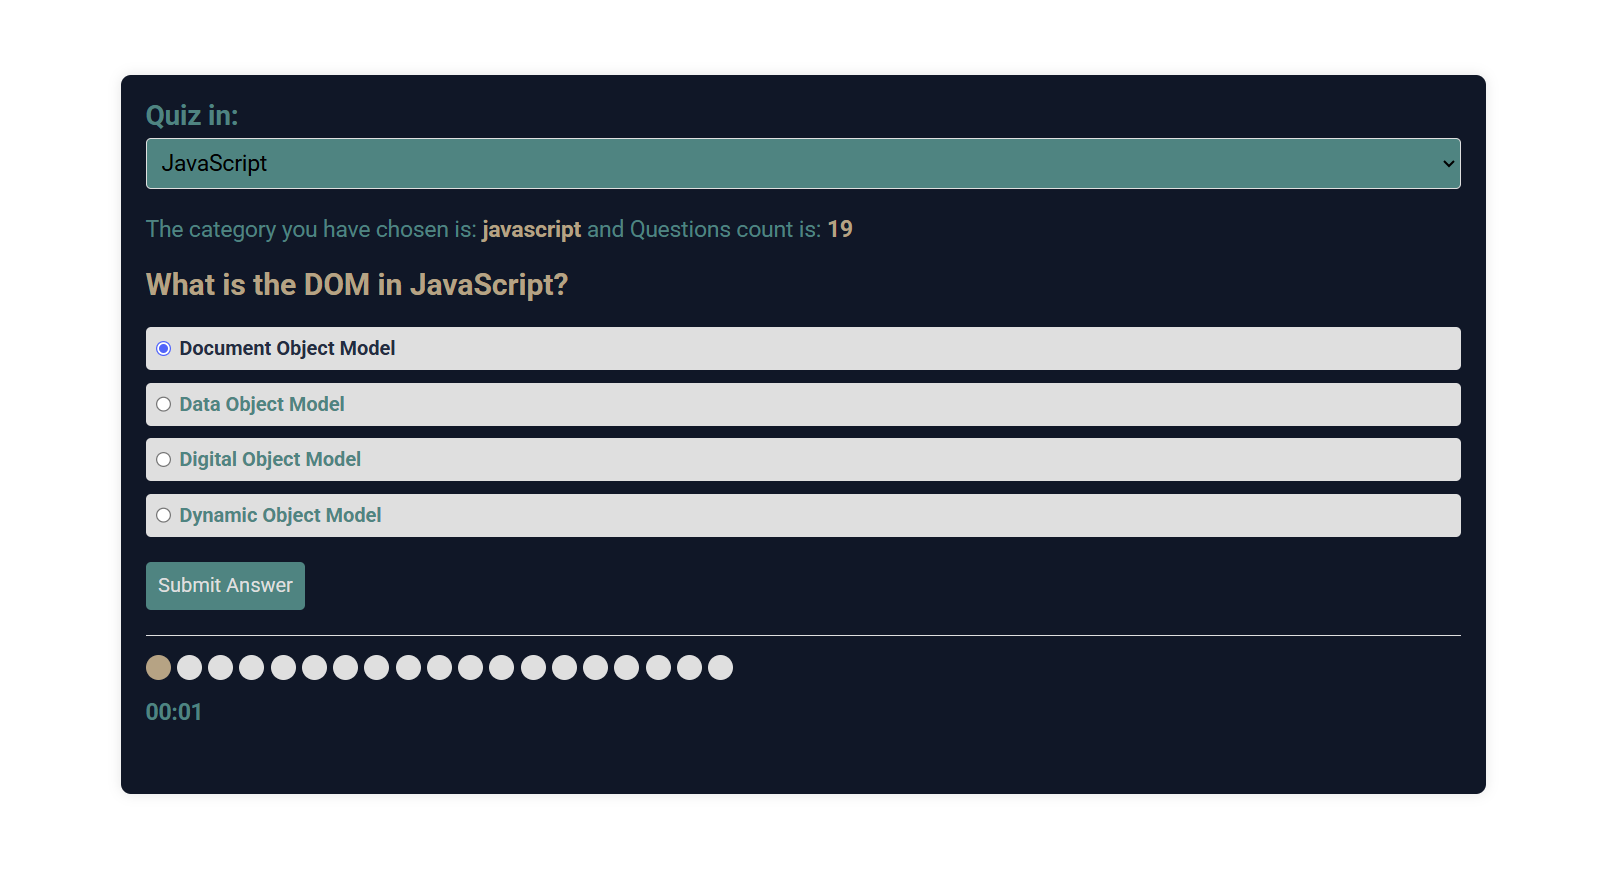 Quiz in:
JavaScript
The category you have chosen is: javascript and Questions count is: 19
What is the DOM in JavaScript?
Document Object Model
Data Object Model
Digital Object Model
Dynamic Object Model
Submit Answer
00:01